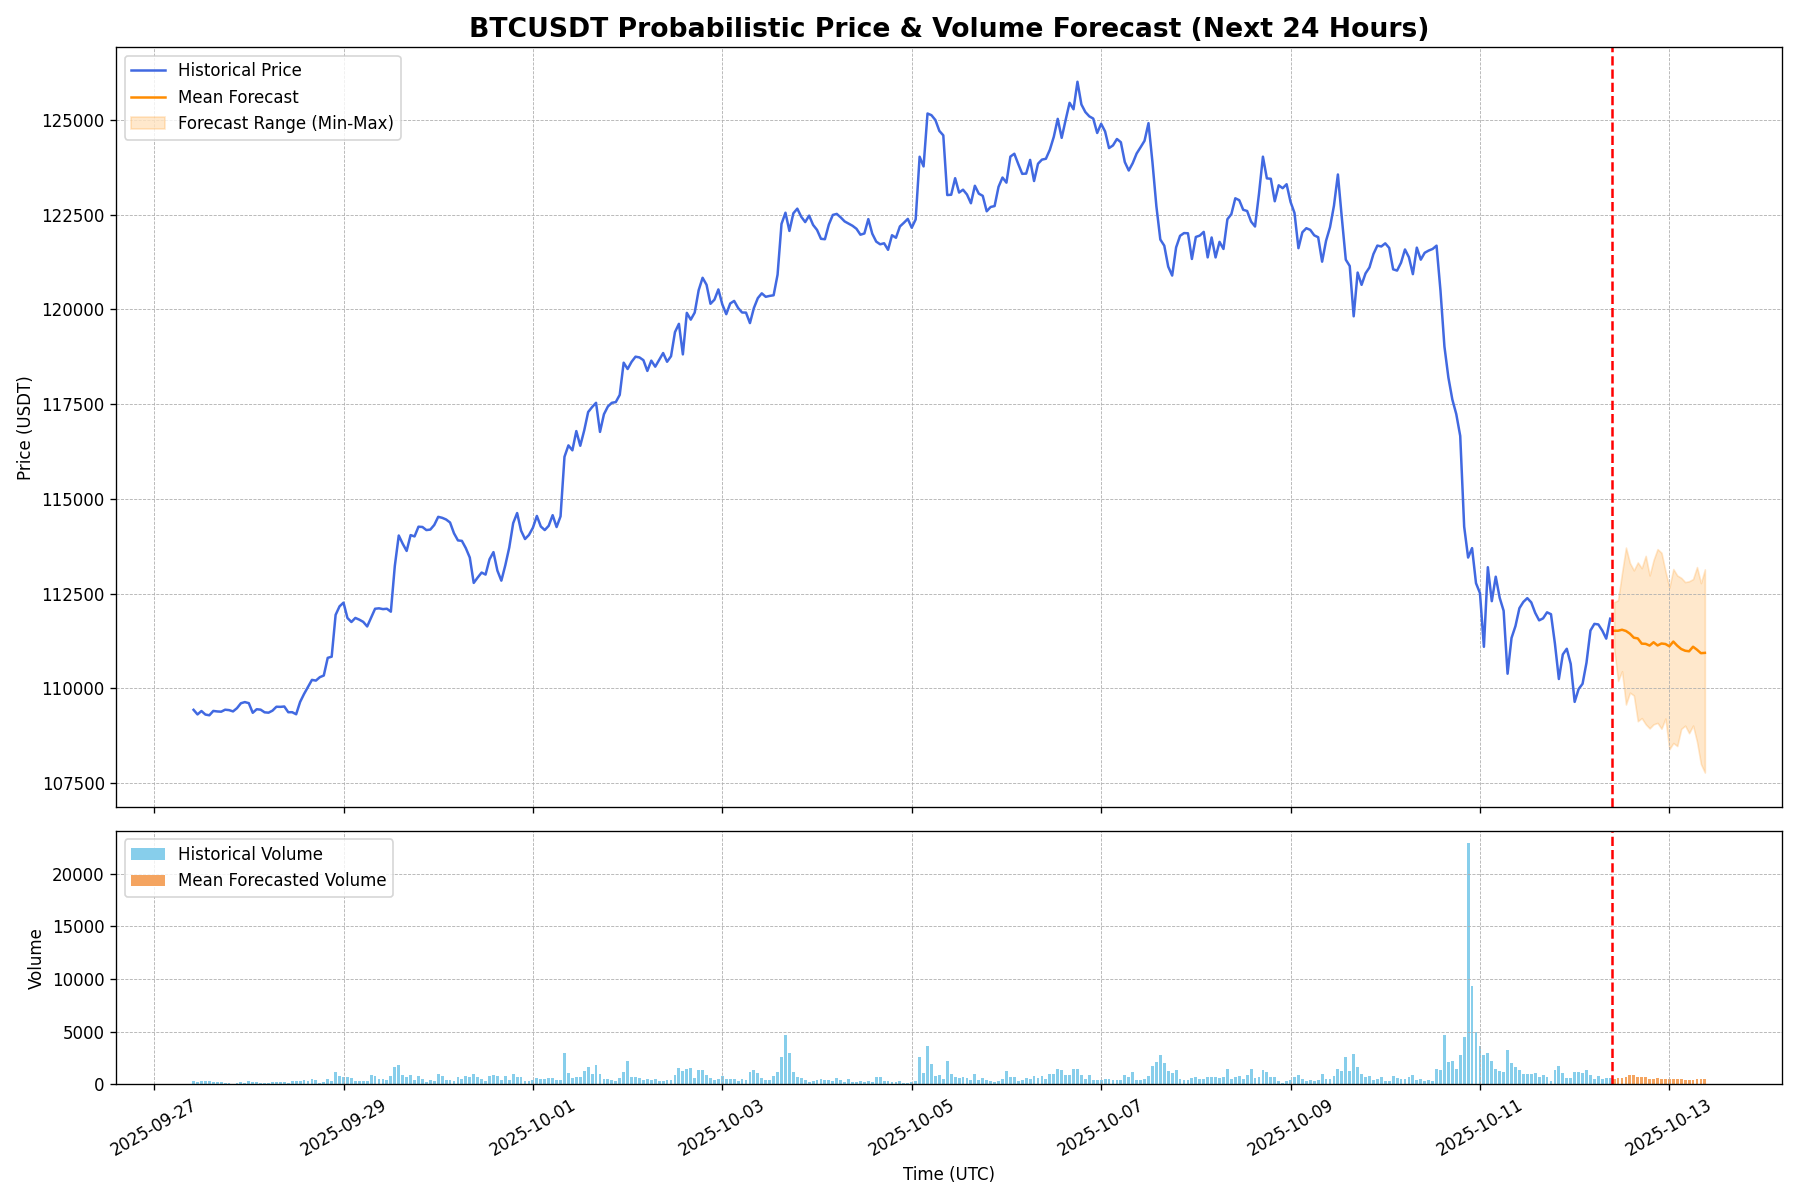 BTCUSDT Probabilistic Price & Volume Forecast (Next 24 Hours)
Historical Price
Mean Forecast
Forecast Range (Min-Max)
Price (USDT)
125000
122500
120000
117500
115000
112500
110000
107500
Historical Volume
Mean Forecasted Volume
Volume
20000
15000
10000
5000
0
2025-09-27
2025-09-29
2025-10-01
2025-10-03
2025-10-05
2025-10-07
2025-10-09
2025-10-11
2025-10-13
Time (UTC)